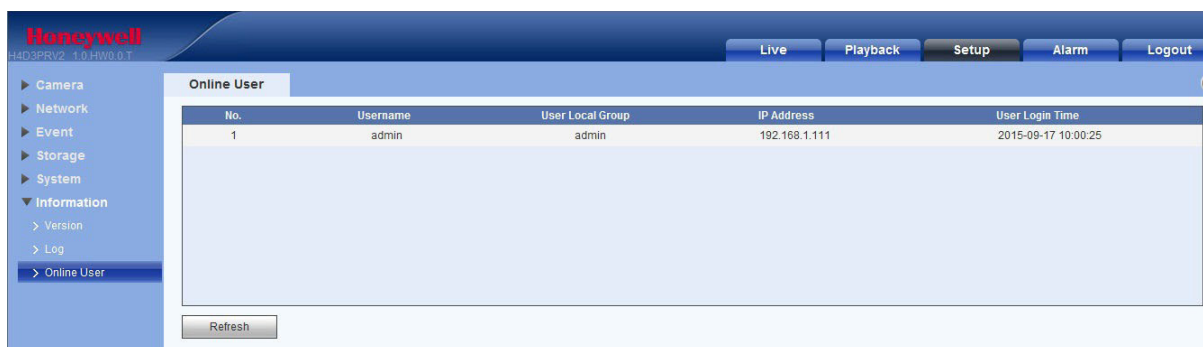 Honeywell
H4D3PRV2 1.0.HW0.0.T
Live Playback Setup Alarm Logout
Camera
Network
Event
Storage
System
Information
Version
Log
Online User
Online User
No. Username User Local Group IP Address User Login Time
1 admin admin 192.168.1.111 2015-09-17 10:00:25
Refresh